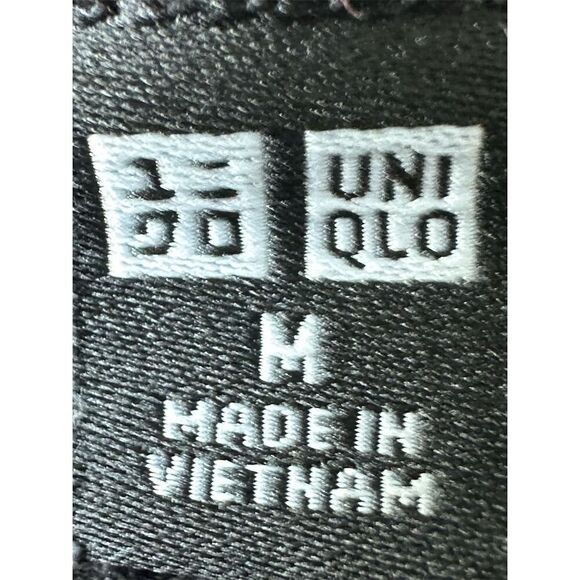 ユニ UNI
クロ QLO
M
MADE IN
VIETNAM